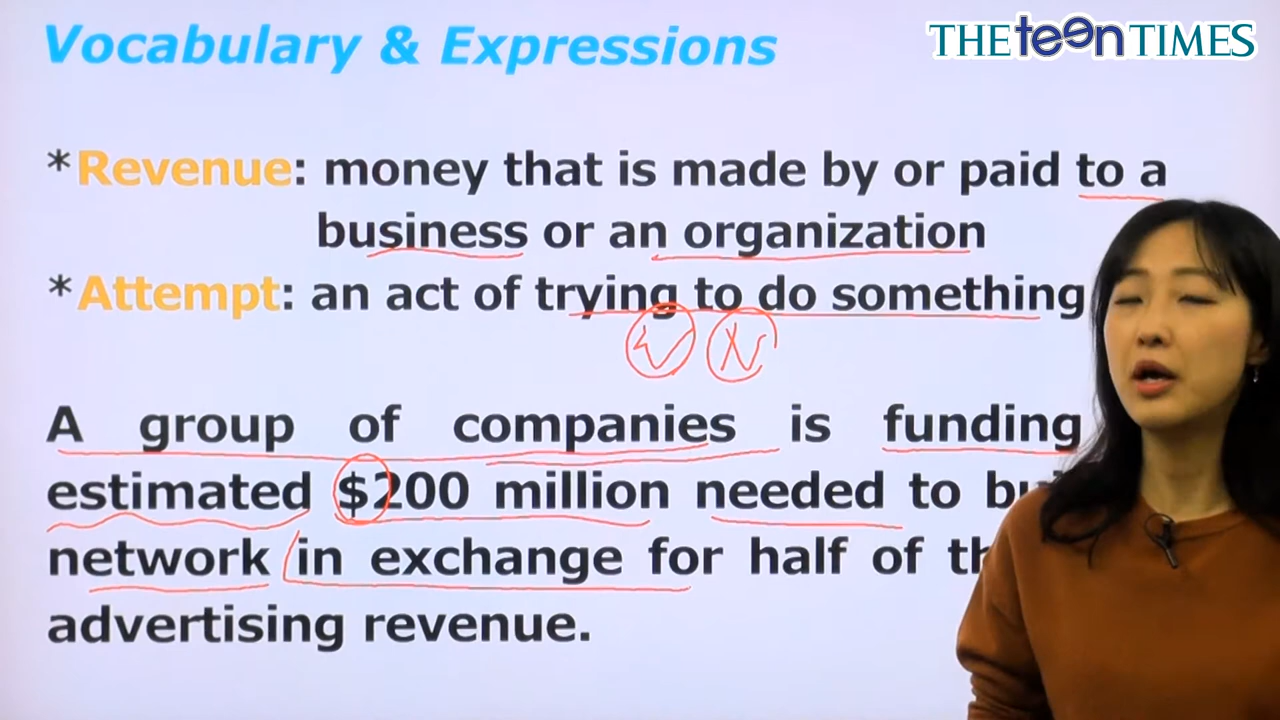 Vocabulary & Expressions
THE teen TIMES
*Revenue: money that is made by or paid to a
business or an organization
*Attempt: an act of trying to do something
V N
A group of companies is funding
estimated $200 million needed to
network in exchange for half of
advertising revenue.